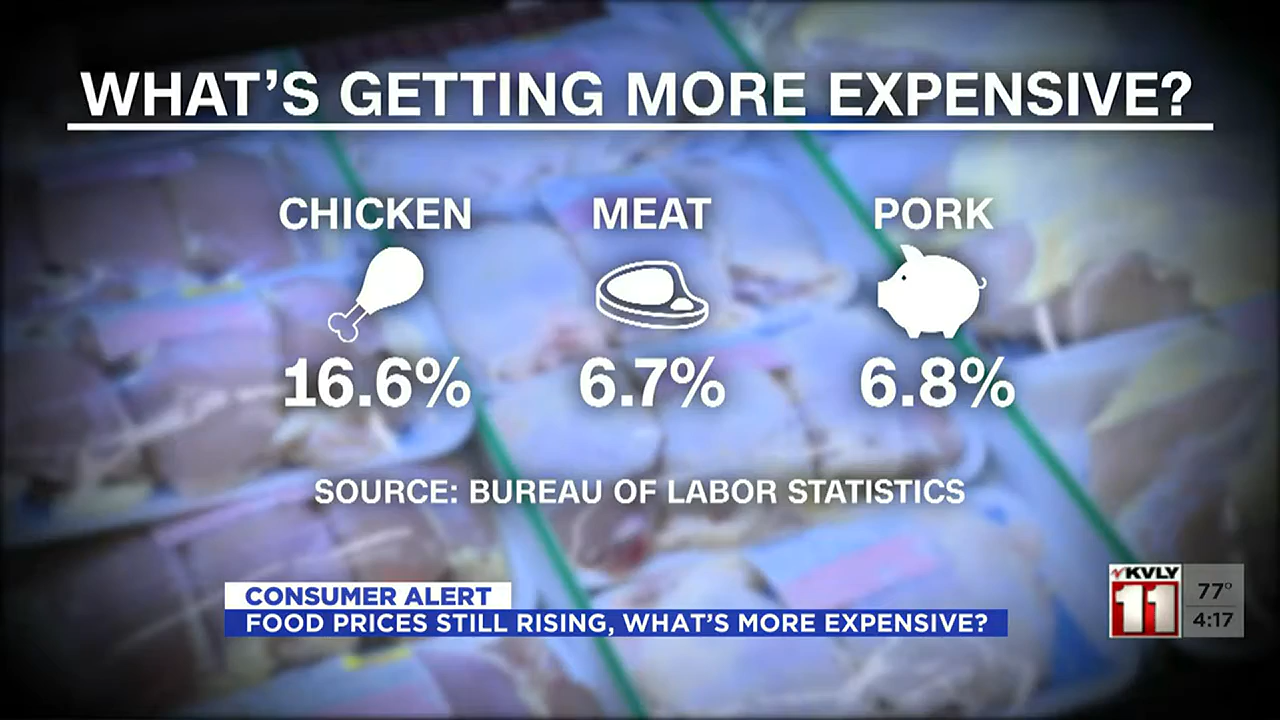 WHAT'S GETTING MORE EXPENSIVE?
CHICKEN
MEAT
PORK
16.6%
6.7%
6.8%
SOURCE: BUREAU OF LABOR STATISTICS
CONSUMER ALERT
FOOD PRICES STILL RISING, WHAT'S MORE EXPENSIVE?
KVLY
11
77°
4:17